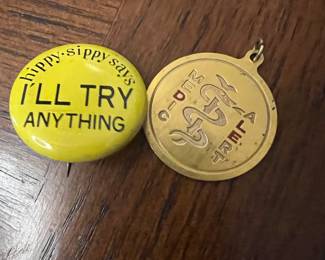 hippy·sippy says
I'LL TRY
ANYTHING
MEDIC
ALERT